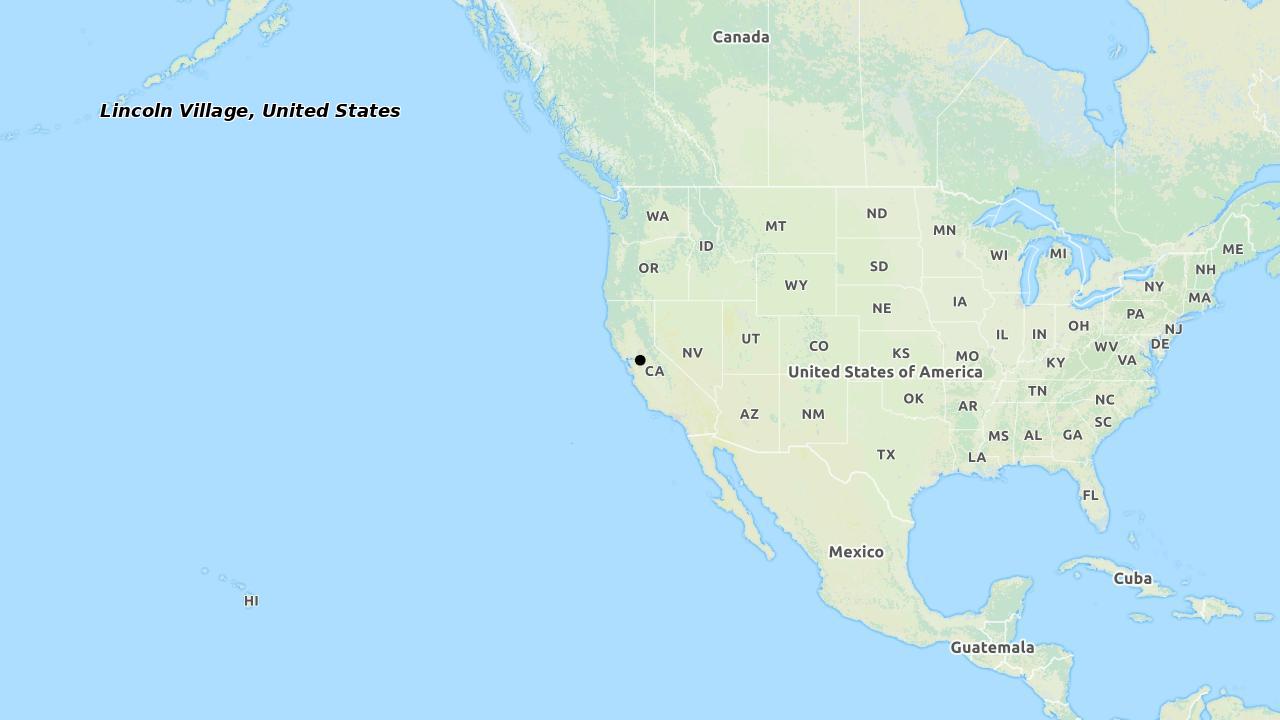 Canada
Lincoln Village, United States
WA
MT
ND
MN
ID
OR
WI
MI
ME
SD
NH
WY
NY
MA
NE
IA
PA
OH
NJ
UT
CO
IL
IN
DE
NV
KS
MO
WV
VA
KY
CA
United States of America
TN
OK
AR
NC
AZ
NM
SC
MS
AL
GA
TX
LA
FL
Mexico
Cuba
HI
Guatemala